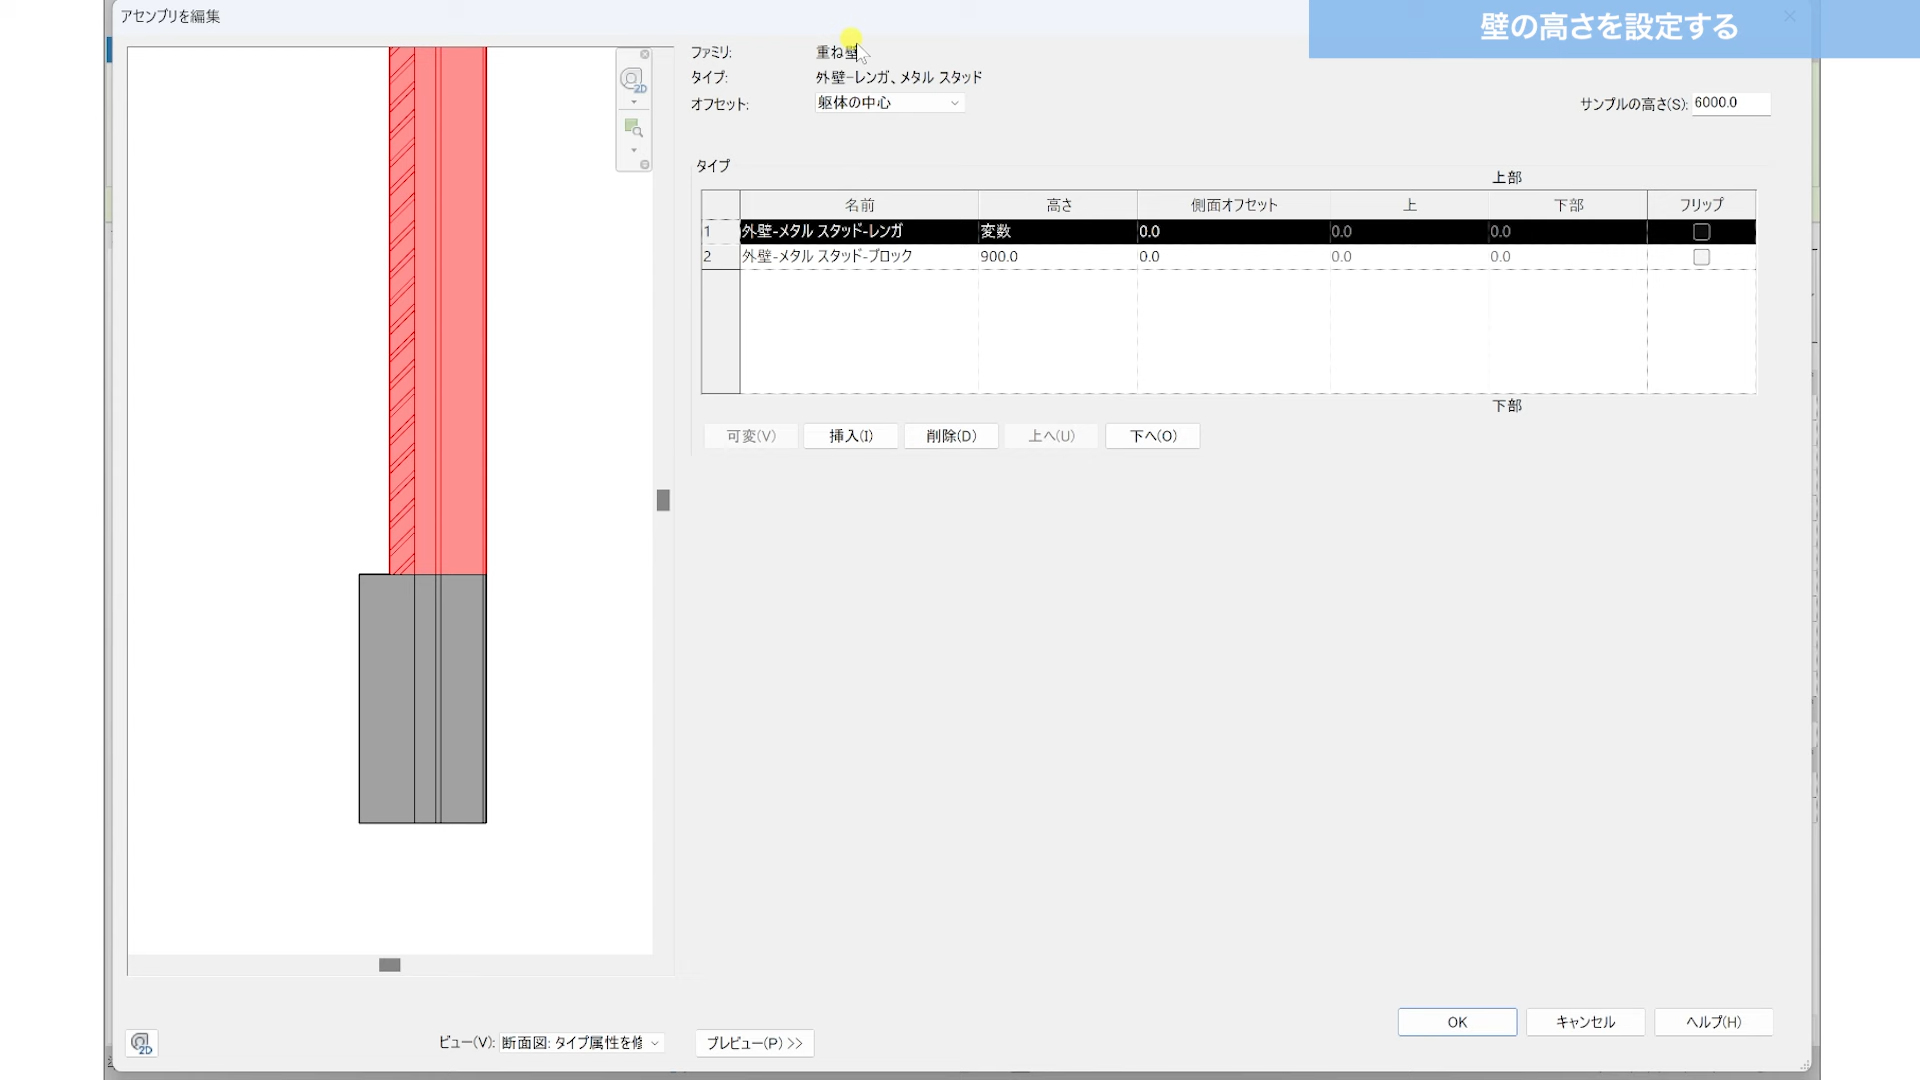 アセンブリを編集
壁の高さを設定する
ファミリ: 重ね壁
タイプ: 外壁-レンガ、メタル スタッド
オフセット: 躯体の中心
サンプルの高さ(S): 6000.0
タイプ
上部
名前 高さ 側面オフセット 上 下部 フリップ
1 外壁-メタル スタッド-レンガ 変数 0.0 0.0 0.0
2 外壁-メタル スタッド-ブロック 900.0 0.0 0.0 0.0
下部
可変(V) 挿入(I) 削除(D) 上へ(U) 下へ(O)
2D
OK キャンセル ヘルプ(H)
2D
ビュー(V): 断面図: タイプ属性を修 プレビュー(P) >>